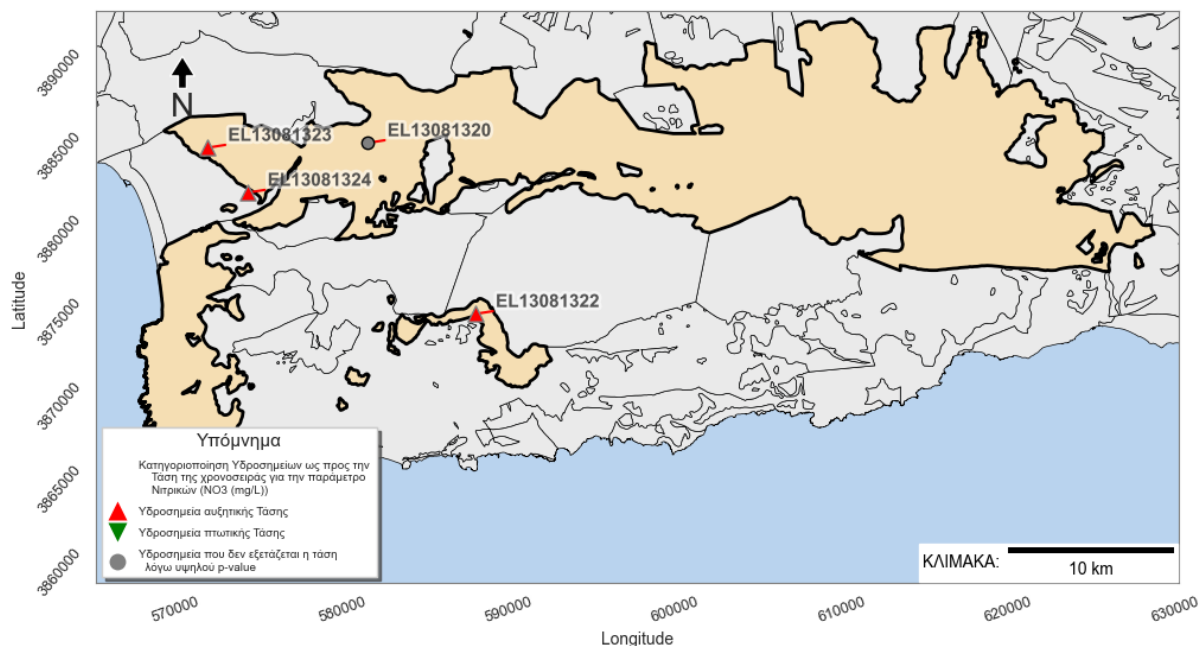 N
EL13081323
EL13081320
EL13081324
EL13081322
3890000
3885000
3880000
3875000
3870000
3865000
3860000
Latitude
Υπόμνημα
Κατηγοριοποίηση Υδροσημείων ως προς την
Τάση της χρονοσειράς για την παράμετρο
Νιτρικών (NO3 (mg/L))
Υδροσημεία αυξητικής Τάσης
Υδροσημεία πτωτικής Τάσης
Υδροσημεία που δεν εξετάζεται η τάση
λόγω υψηλού p-value
ΚΛΙΜΑΚΑ:
10 km
570000
580000
590000
600000
610000
620000
630000
Longitude